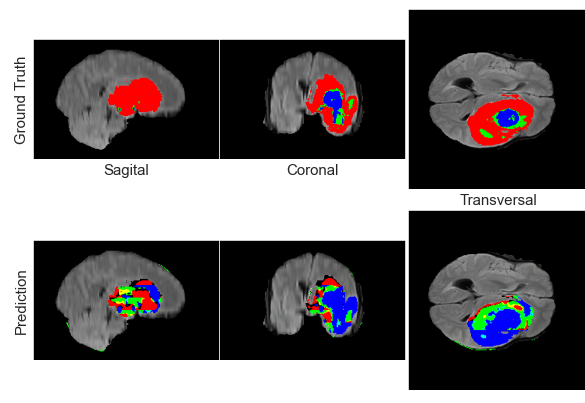 Ground Truth
Sagital
Coronal
Transversal
Prediction